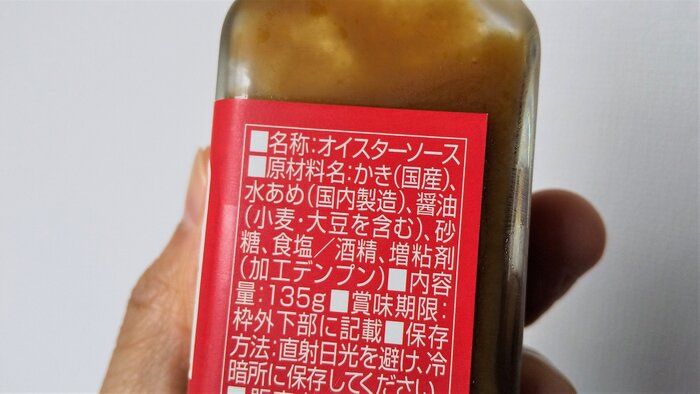 ■名称:オイスターソース
■原材料名:かき(国産)、
水あめ(国内製造)、醤油
(小麦・大豆を含む)、砂
糖、食塩/酒精、増粘剤
(加工デンプン)■内容
量:135g■賞味期限:
枠外下部に記載■保存
方法:直射日光を避け、冷
暗所に保存してください